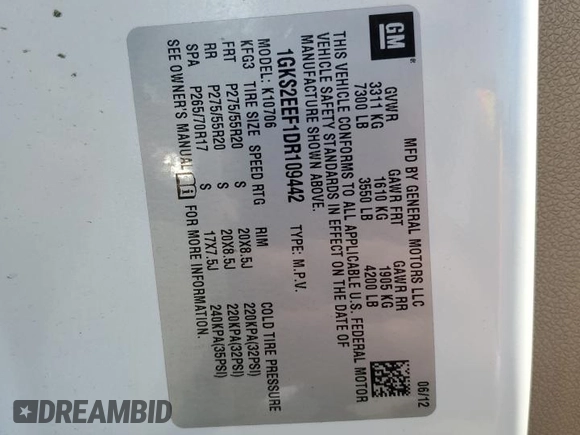 GM
MFD BY GENERAL MOTORS LLC 06/12
GVWR GAWR FRT GAWR RR
3311 KG 1610 KG 1905 KG
7300 LB 3550 LB 4200 LB
THIS VEHICLE CONFORMS TO ALL APPLICABLE U.S. FEDERAL MOTOR
VEHICLE SAFETY STANDARDS IN EFFECT ON THE DATE OF
MANUFACTURE SHOWN ABOVE.
1GKS2EEF1DR109442 TYPE: M.P.V.
MODEL: K10706
KFG3 TIRE SIZE SPEED RTG RIM COLD TIRE PRESSURE
FRT P275/55R20 S 20X8.5J 220KPA(32PSI)
RR P275/55R20 S 20X8.5J 220KPA(32PSI)
SPA P265/70R17 S 17X7.5J 240KPA(35PSI)
SEE OWNER'S MANUAL FOR MORE INFORMATION.
DREAMBID